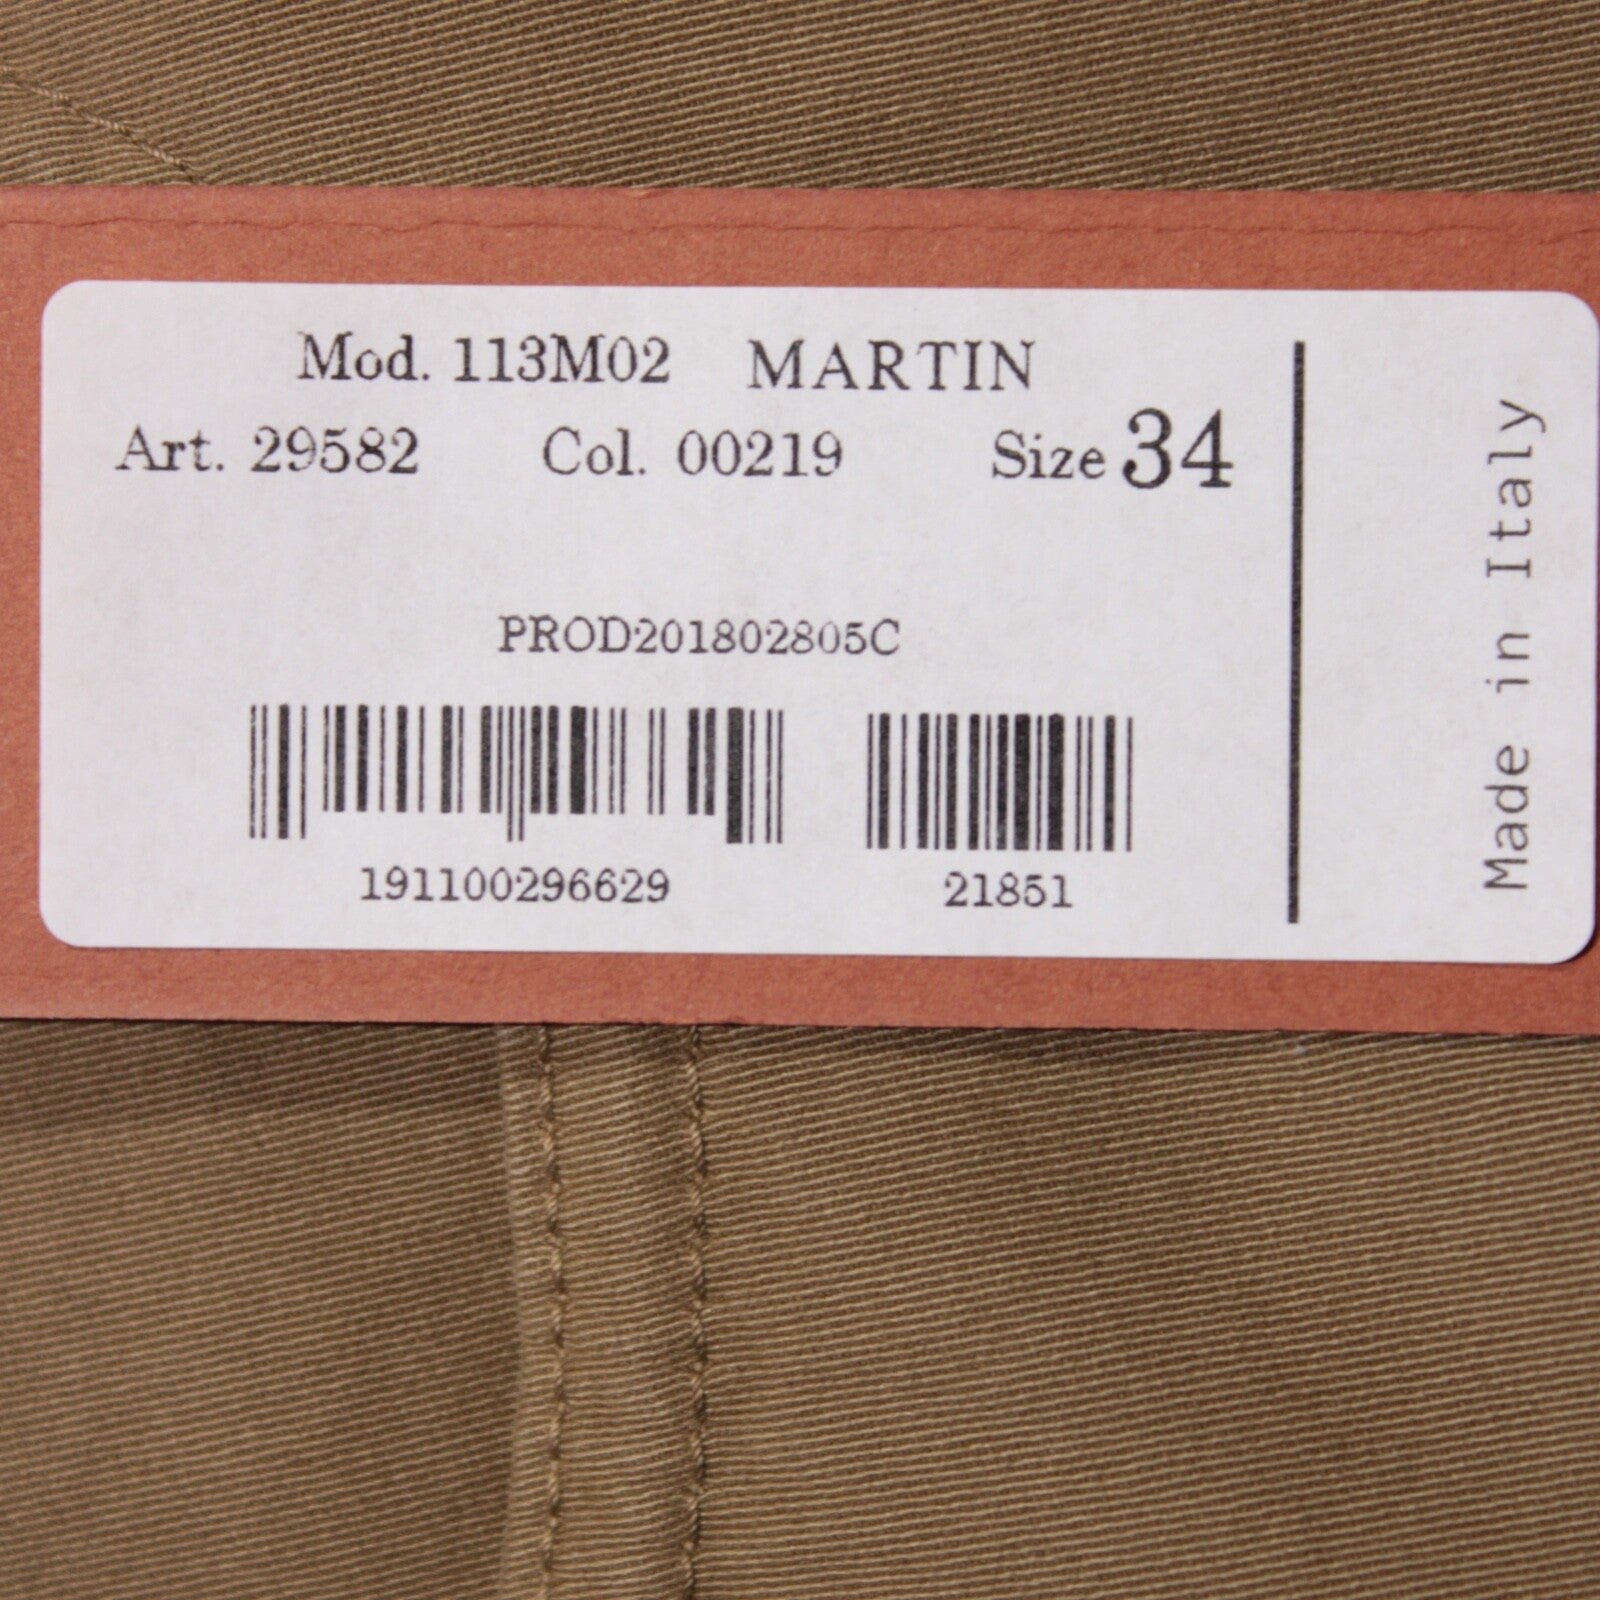 Mod. 113M02 MARTIN
Art. 29582 Col. 00219 Size 34
PROD201802805C
191100296629 21851
Made in Italy